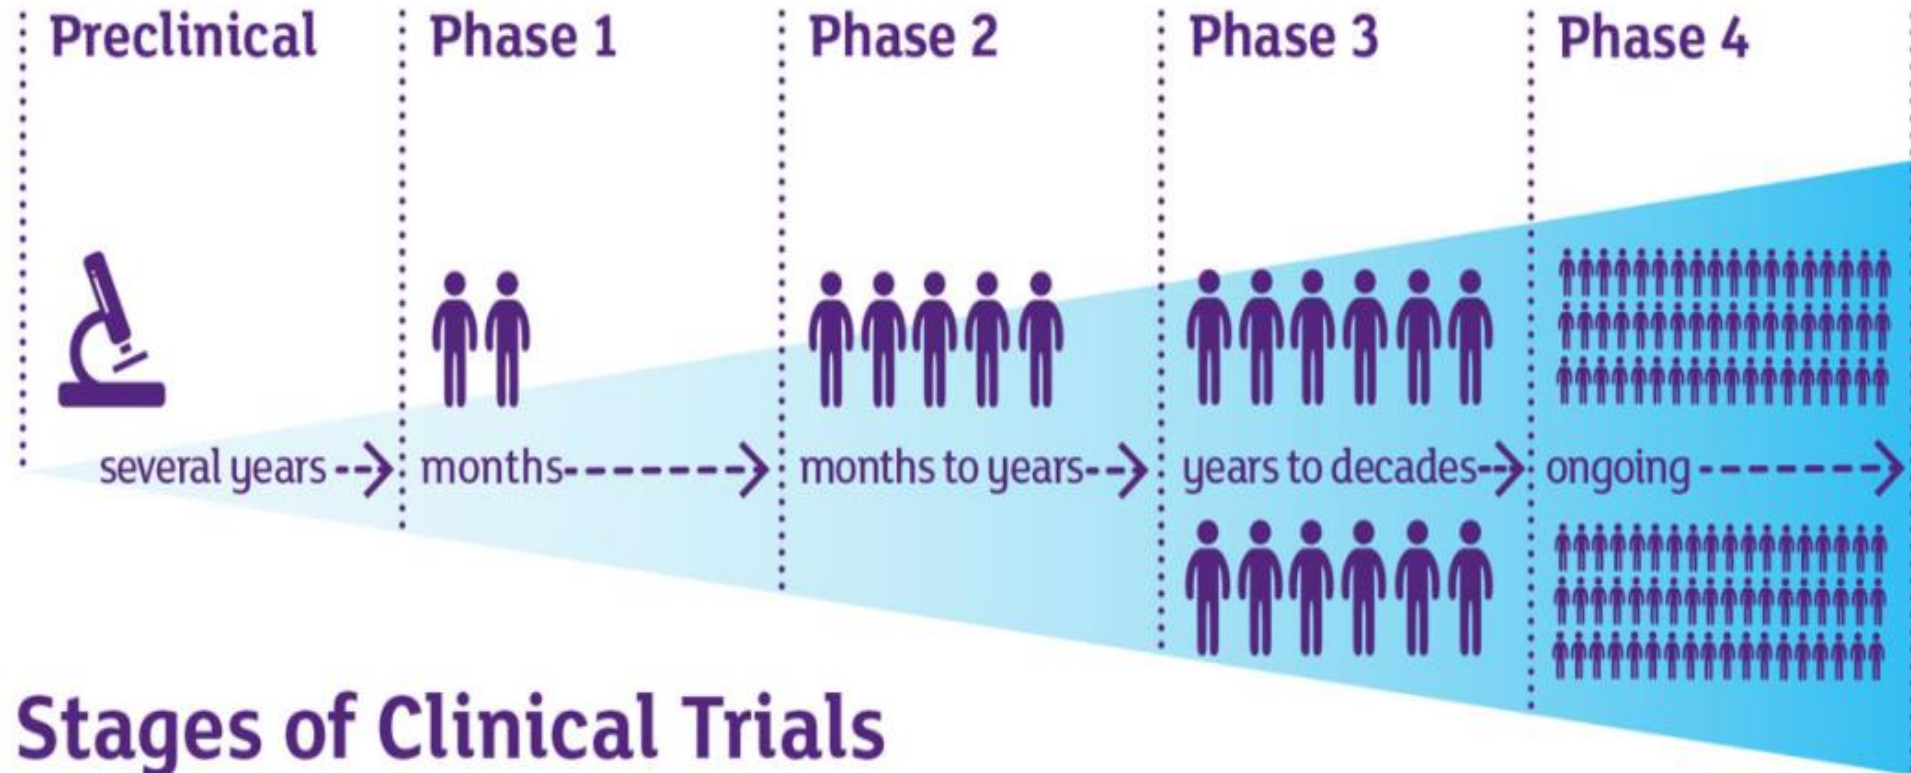 Preclinical
Phase 1
Phase 2
Phase 3
Phase 4
several years
months
months to years
years to decades
ongoing
Stages of Clinical Trials